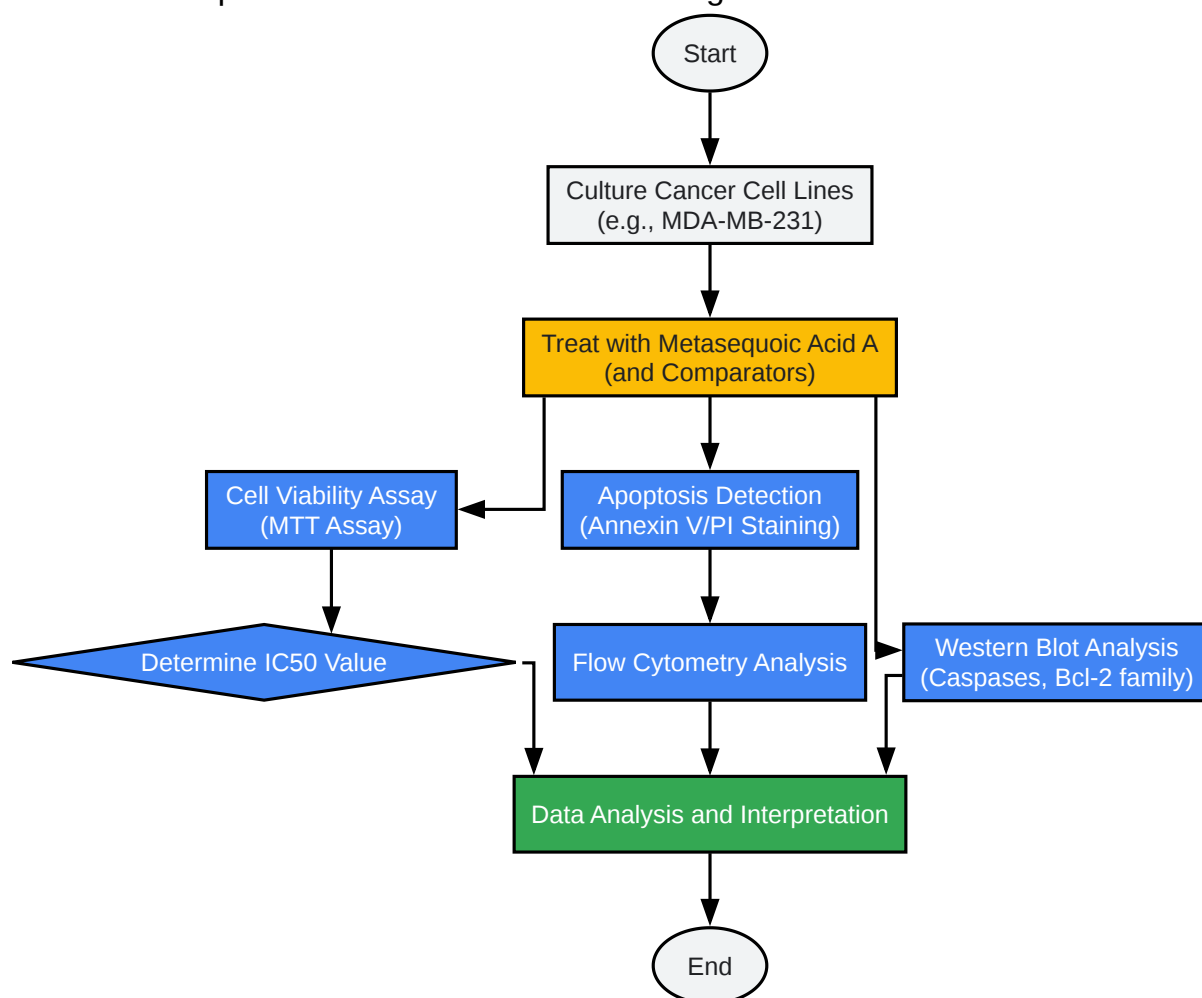 Start
Culture Cancer Cell Lines
(e.g., MDA-MB-231)
Treat with Metasequoic Acid A
(and Comparators)
Cell Viability Assay
(MTT Assay)
Apoptosis Detection
(Annexin V/PI Staining)
Determine IC50 Value
Flow Cytometry Analysis
Western Blot Analysis
(Caspases, Bcl-2 family)
Data Analysis and Interpretation
End